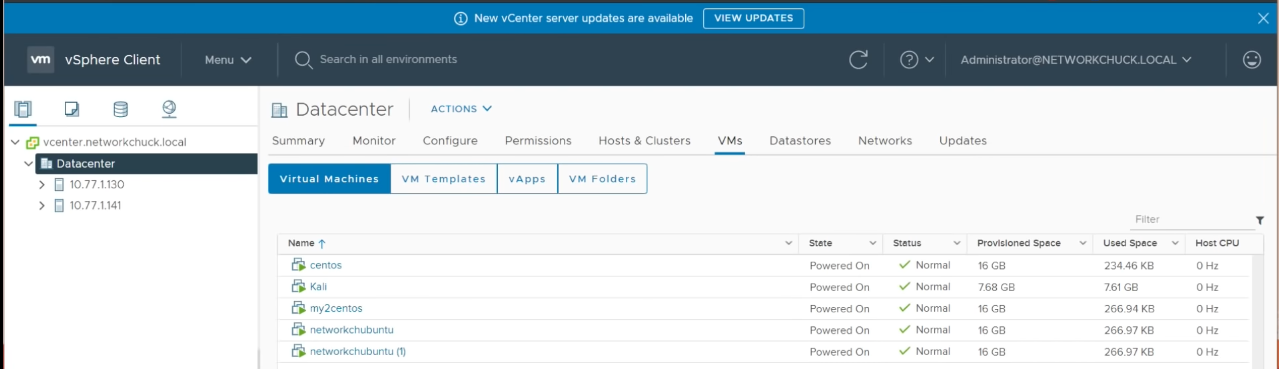 New vCenter server updates are available VIEW UPDATES
vm vSphere Client Menu Search in all environments Administrator@NETWORKCHUCK.LOCAL
vcenter.networkchuck.local
Datacenter
10.77.1.130
10.77.1.141
Datacenter ACTIONS
Summary Monitor Configure Permissions Hosts & Clusters VMs Datastores Networks Updates
Virtual Machines VM Templates vApps VM Folders
Filter
Name State Status Provisioned Space Used Space Host CPU
centos Powered On Normal 16 GB 234.46 KB 0 Hz
Kali Powered On Normal 7.68 GB 7.61 GB 0 Hz
my2centos Powered On Normal 16 GB 266.94 KB 0 Hz
networkchubuntu Powered On Normal 16 GB 266.97 KB 0 Hz
networkchubuntu (1) Powered On Normal 16 GB 266.97 KB 0 Hz